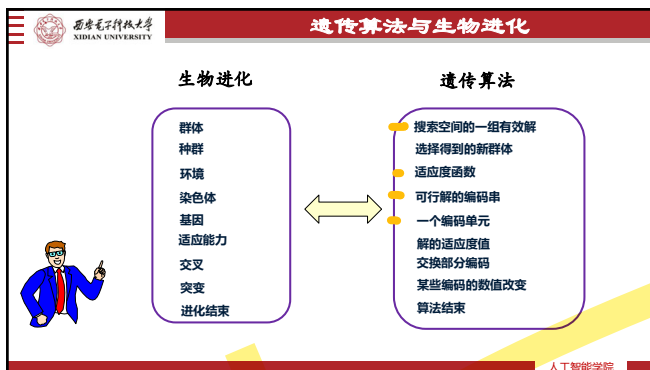 西安电子科技大学
XIDIAN UNIVERSITY
遗传算法与生物进化
生物进化
遗传算法
群体
种群
环境
染色体
基因
适应能力
交叉
突变
进化结束
搜索空间的一组有效解
选择得到的新群体
适应度函数
可行解的编码串
一个编码单元
解的适应度值
交换部分编码
某些编码的数值改变
算法结束
人工智能学院